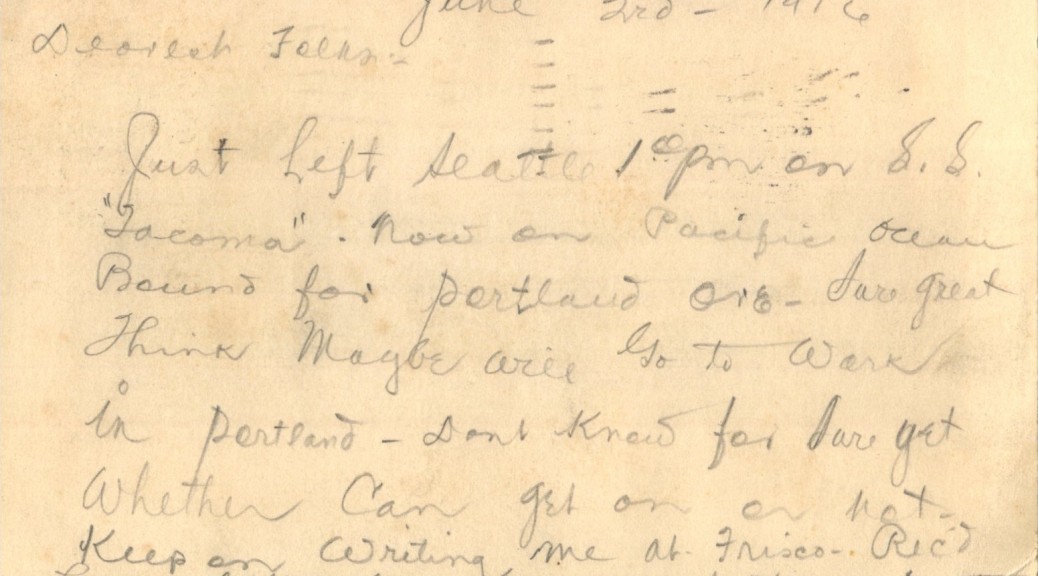 June 3rd - 1916
Dearest Folks:-
Just Left Seattle 1 00 pm on S.S.
"Tacoma". Now on Pacific Ocean
Bound for Portland Ore- Sure great
Think Maybe will Go to Work
in Portland - Dont Know for Sure yet
Whether Can get on or not-
Keep on Writing me at Frisco- Rec'd